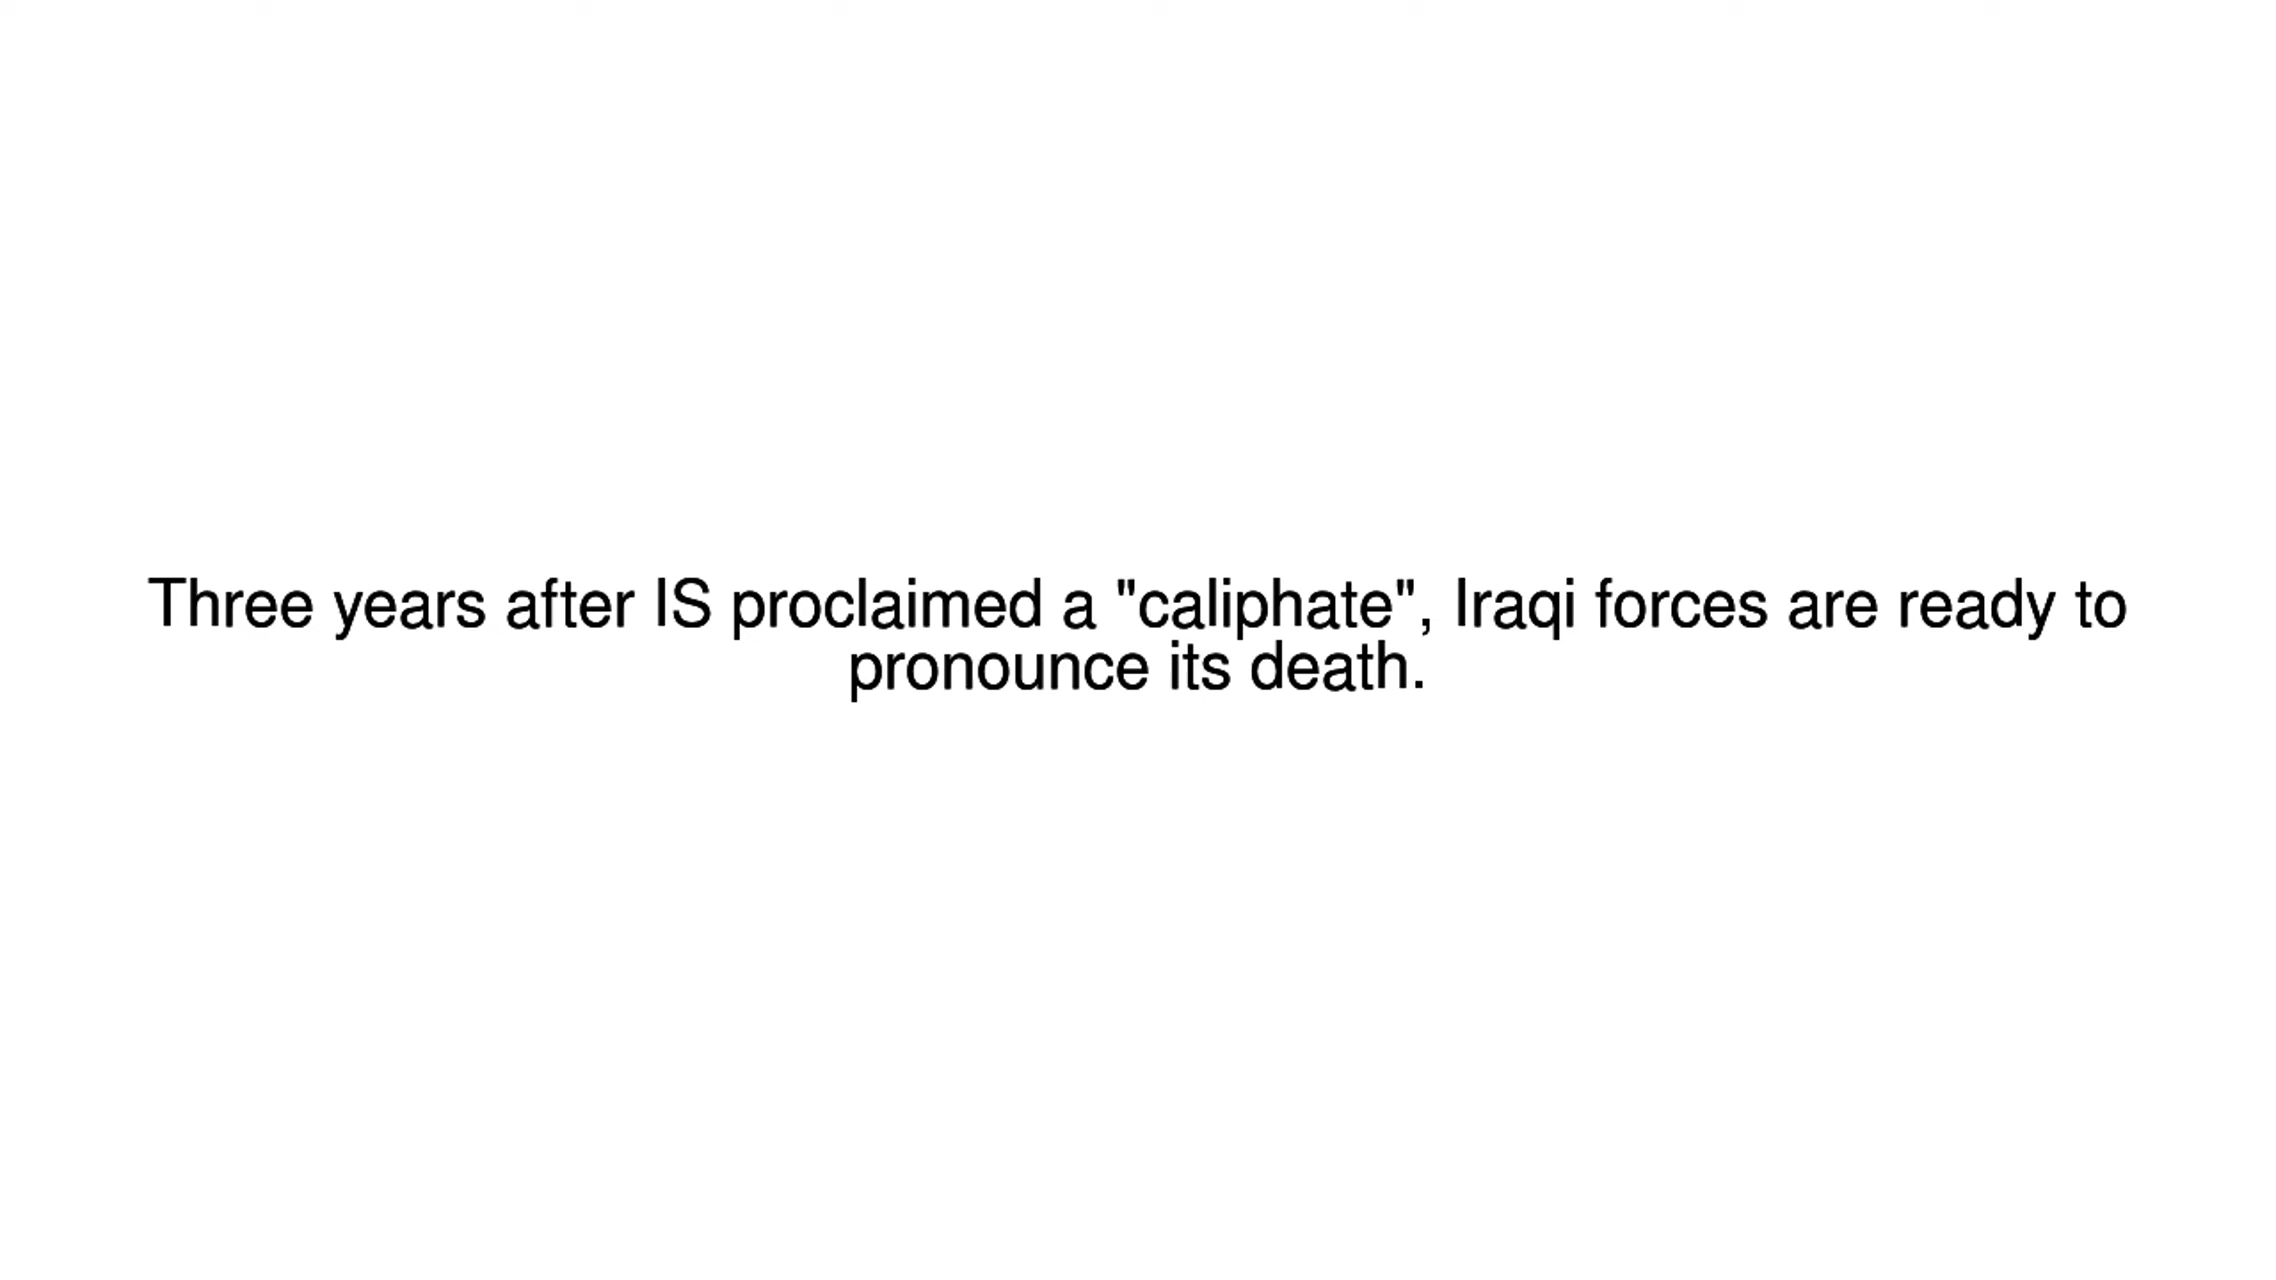 Three years after IS proclaimed a "caliphate", Iraqi forces are ready to
pronounce its death.